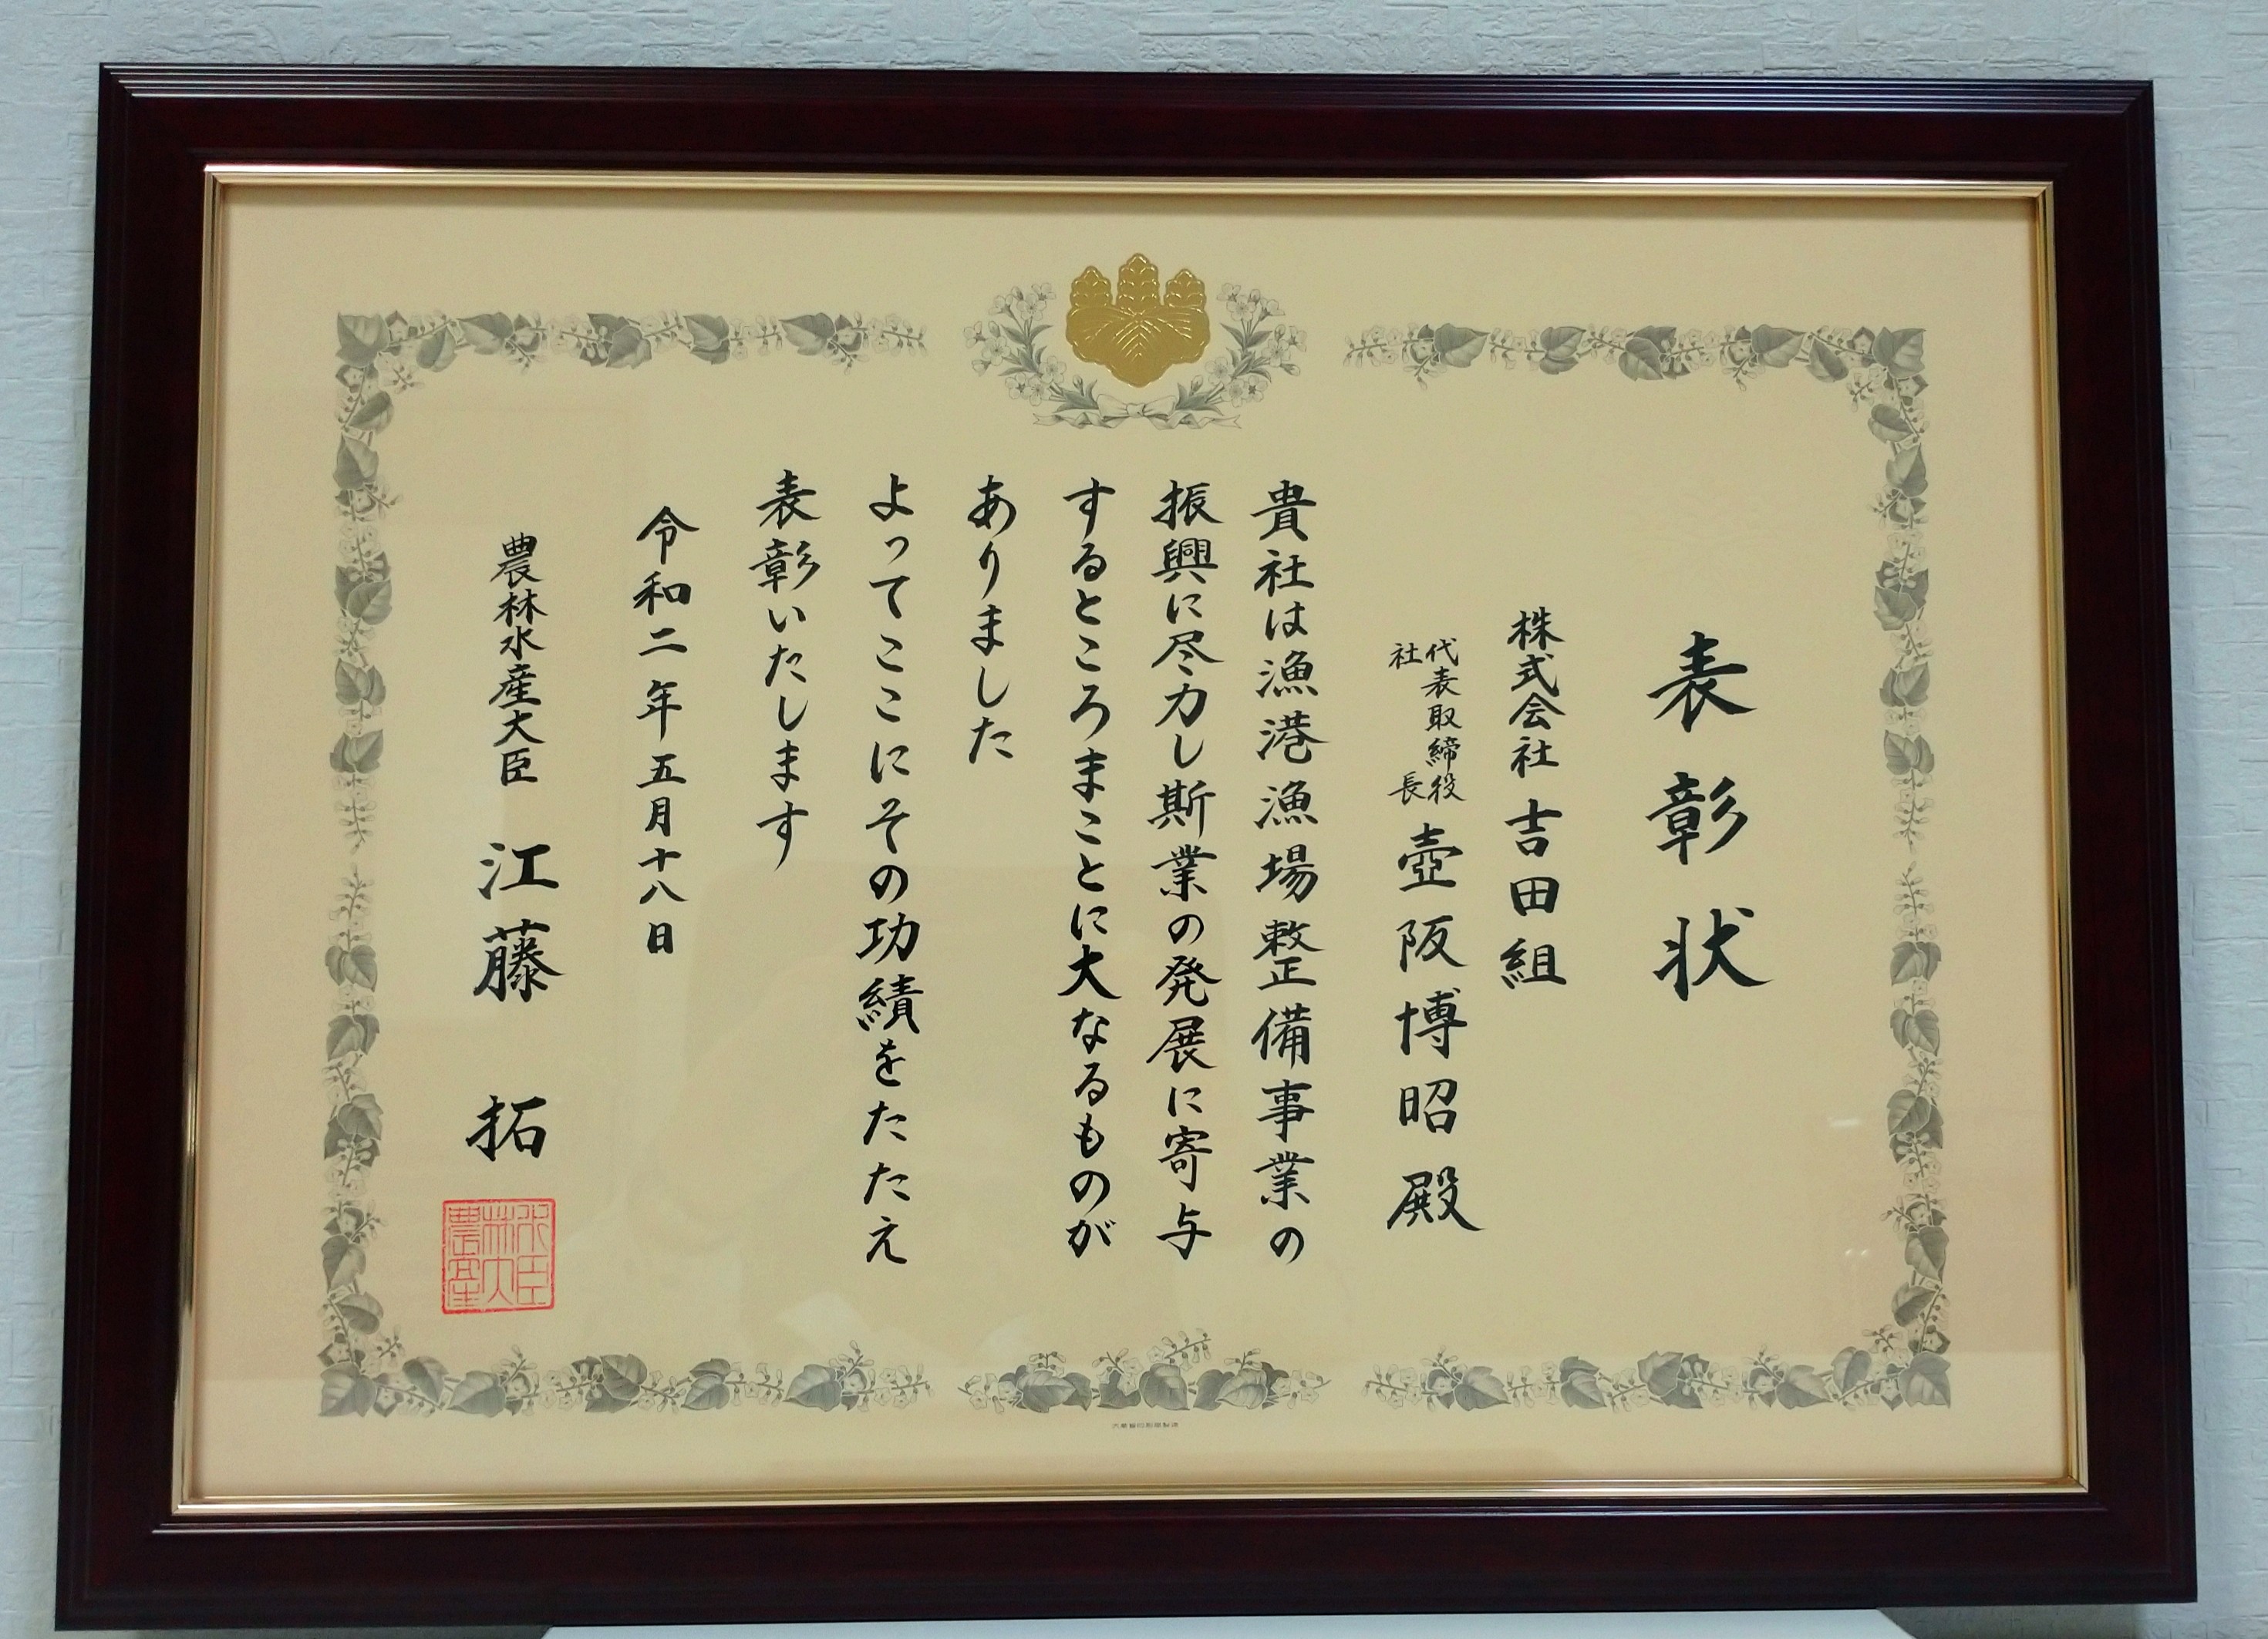 表彰状
株式会社吉田組
代表取締役
社長
壺阪博昭殿
貴社は漁港漁場整備事業の
振興に尽力し斯業の発展に寄与
するところまことに大なるものが
ありました
よってここにその功績をたたえ
表彰いたします
令和二年五月十八日
農林水産大臣 江藤 拓